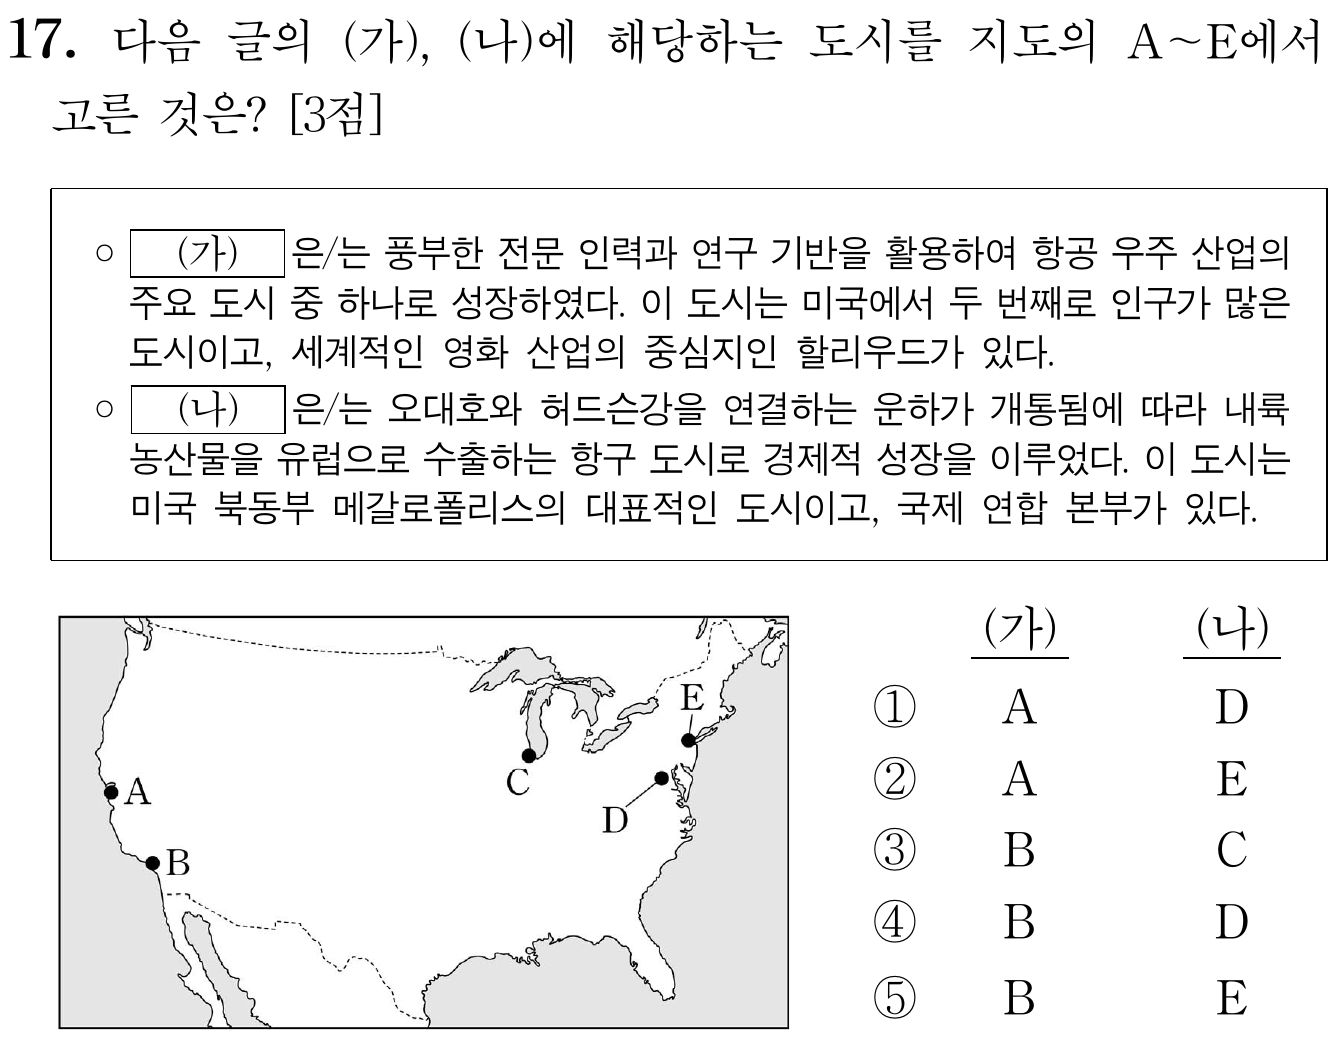 17. 다음 글의 (가), (나)에 해당하는 도시를 지도의 A~E에서
고른 것은? [3점]
○ (가) 은/는 풍부한 전문 인력과 연구 기반을 활용하여 항공 우주 산업의
주요 도시 중 하나로 성장하였다. 이 도시는 미국에서 두 번째로 인구가 많은
도시이고, 세계적인 영화 산업의 중심지인 할리우드가 있다.
○ (나) 은/는 오대호와 허드슨강을 연결하는 운하가 개통됨에 따라 내륙
농산물을 유럽으로 수출하는 항구 도시로 경제적 성장을 이루었다. 이 도시는
미국 북동부 메갈로폴리스의 대표적인 도시이고, 국제 연합 본부가 있다.
E
C
A
D
B
(가) (나)
① A D
② A E
③ B C
④ B D
⑤ B E